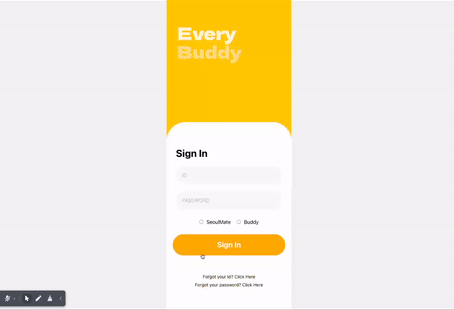 Every
Buddy
Sign In
ID
PASSWORD
SeoulMate Buddy
Sign In
Forgot your Id? Click Here
Forgot your password? Click Here